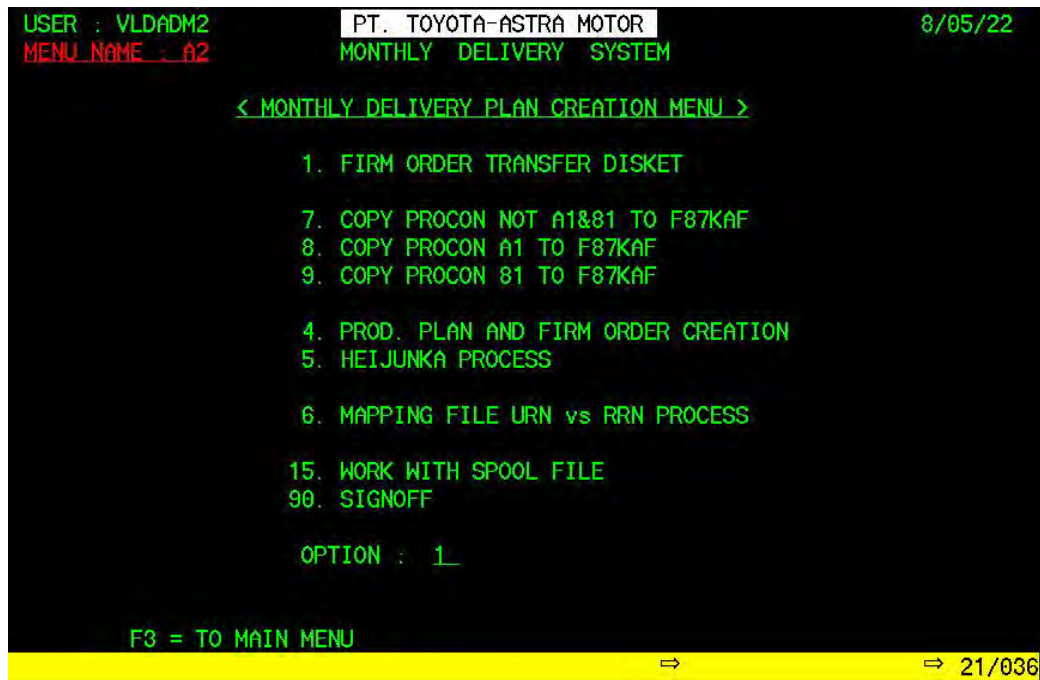 USER : VLDADM2 PT. TOYOTA-ASTRA MOTOR 8/05/22
MENU NAME : A2 MONTHLY DELIVERY SYSTEM
< MONTHLY DELIVERY PLAN CREATION MENU >
1. FIRM ORDER TRANSFER DISKET
7. COPY PROCON NOT A1&81 TO F87KAF
8. COPY PROCON A1 TO F87KAF
9. COPY PROCON 81 TO F87KAF
4. PROD. PLAN AND FIRM ORDER CREATION
5. HEIJUNKA PROCESS
6. MAPPING FILE URN vs RRN PROCESS
15. WORK WITH SPOOL FILE
90. SIGNOFF
OPTION : 1
F3 = TO MAIN MENU
⇨ ⇨ 21/036